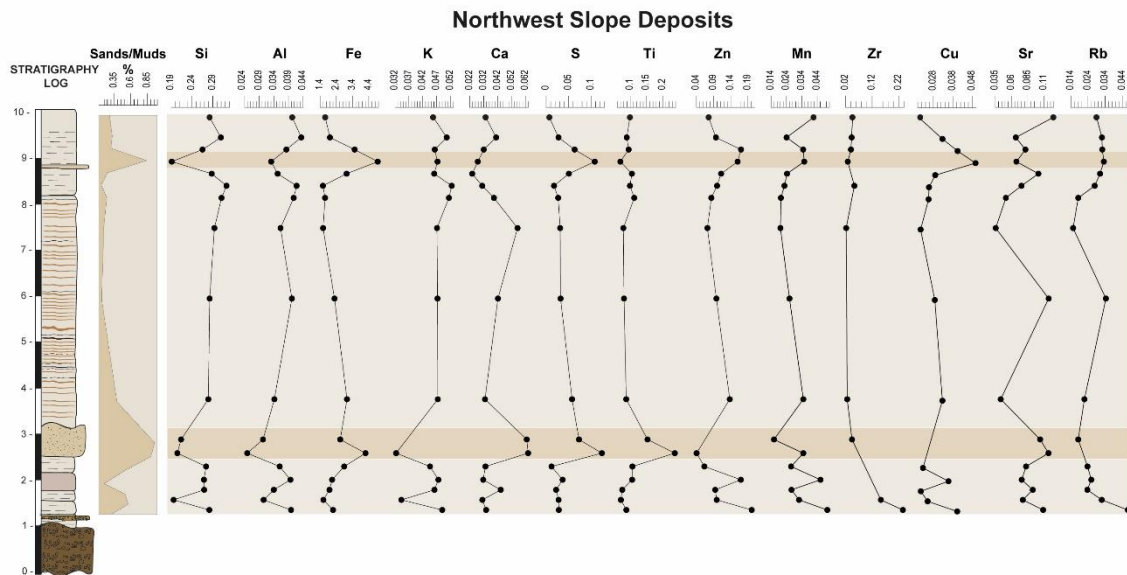 Northwest Slope Deposits
STRATIGRAPHY
LOG
Sands/Muds
%
0.35 0.6 0.85
Si
0.19 0.24 0.29
Al
0.024 0.029 0.034 0.039 0.044
Fe
1.4 2.4 3.4 4.4
K
0.032 0.037 0.042 0.047 0.052
Ca
0.022 0.032 0.042 0.052 0.062
S
0 0.05 0.1
Ti
0.1 0.15 0.2
Zn
0.04 0.09 0.14 0.19
Mn
0.014 0.024 0.034 0.044
Zr
0.02 0.12 0.22
Cu
0.028 0.038 0.048
Sr
0.035 0.06 0.085 0.11
Rb
0.014 0.024 0.034 0.044
10 -
9 -
8 -
7 -
6 -
5 -
4 -
3 -
2 -
1 -
0 -